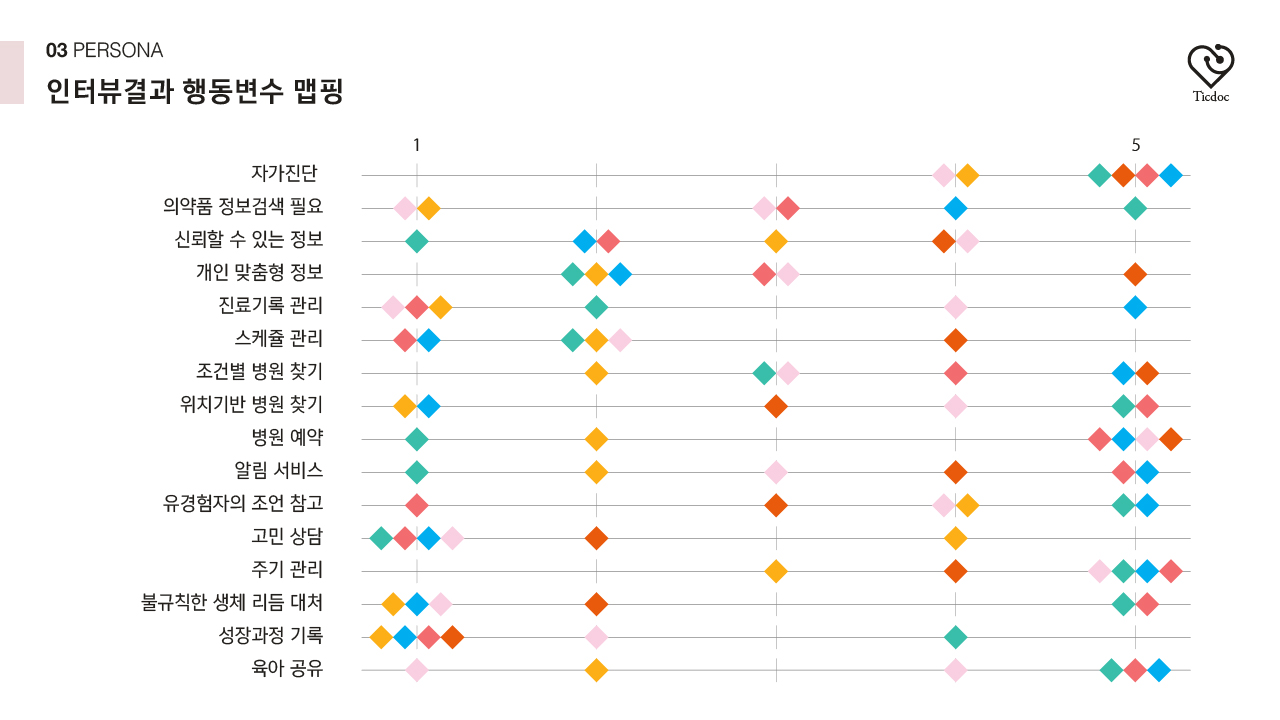 03 PERSONA
인터뷰결과 행동변수 맵핑
Ticdoc
1
5
자가진단
의약품 정보검색 필요
신뢰할 수 있는 정보
개인 맞춤형 정보
진료기록 관리
스케쥴 관리
조건별 병원 찾기
위치기반 병원 찾기
병원 예약
알림 서비스
유경험자의 조언 참고
고민 상담
주기 관리
불규칙한 생체 리듬 대처
성장과정 기록
육아 공유